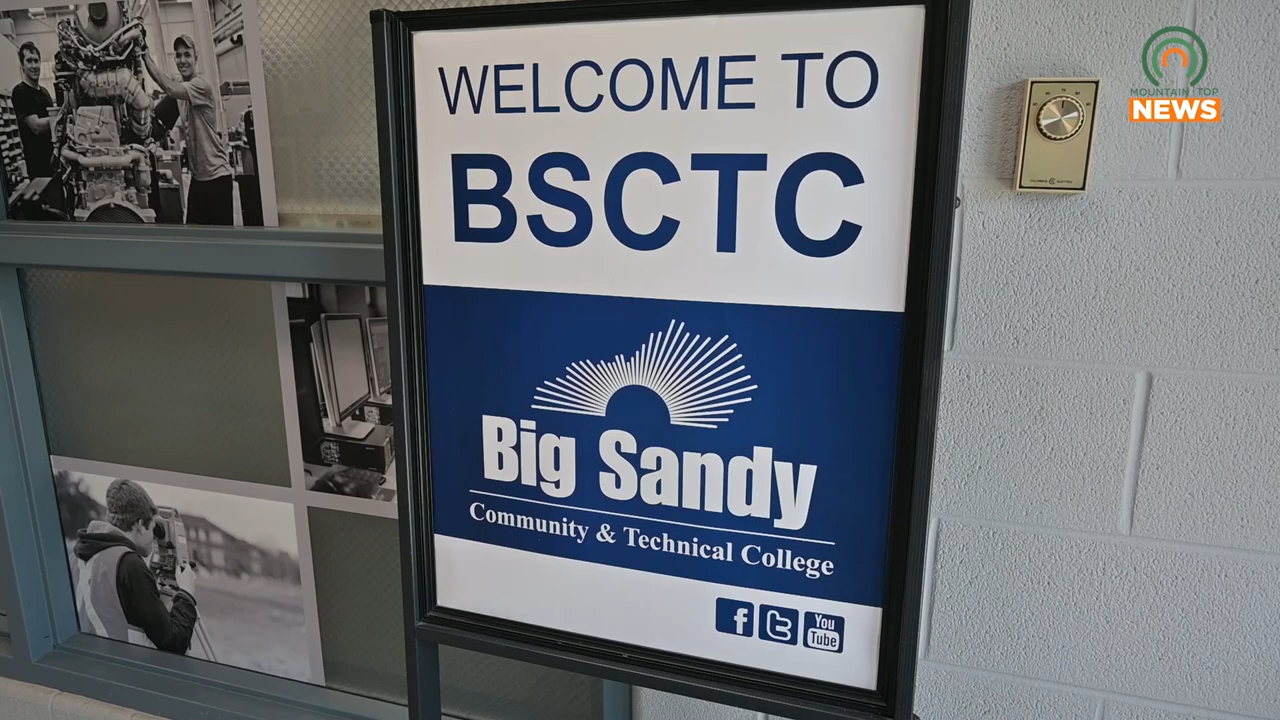 WELCOME TO
BSCTC
Big Sandy
Community & Technical College
f t You
Tube
MOUNTAIN TOP
NEWS